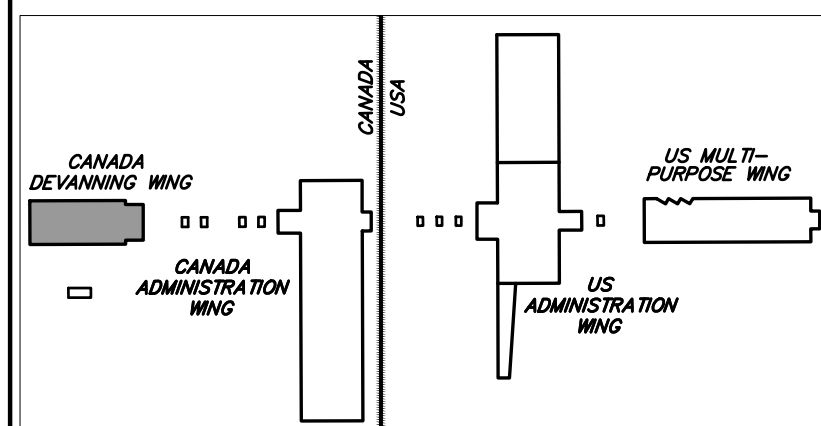 CANADA
USA
CANADA
DEVANNING WING
US MULTI-
PURPOSE WING
CANADA
ADMINISTRATION
WING
US
ADMINISTRATION
WING